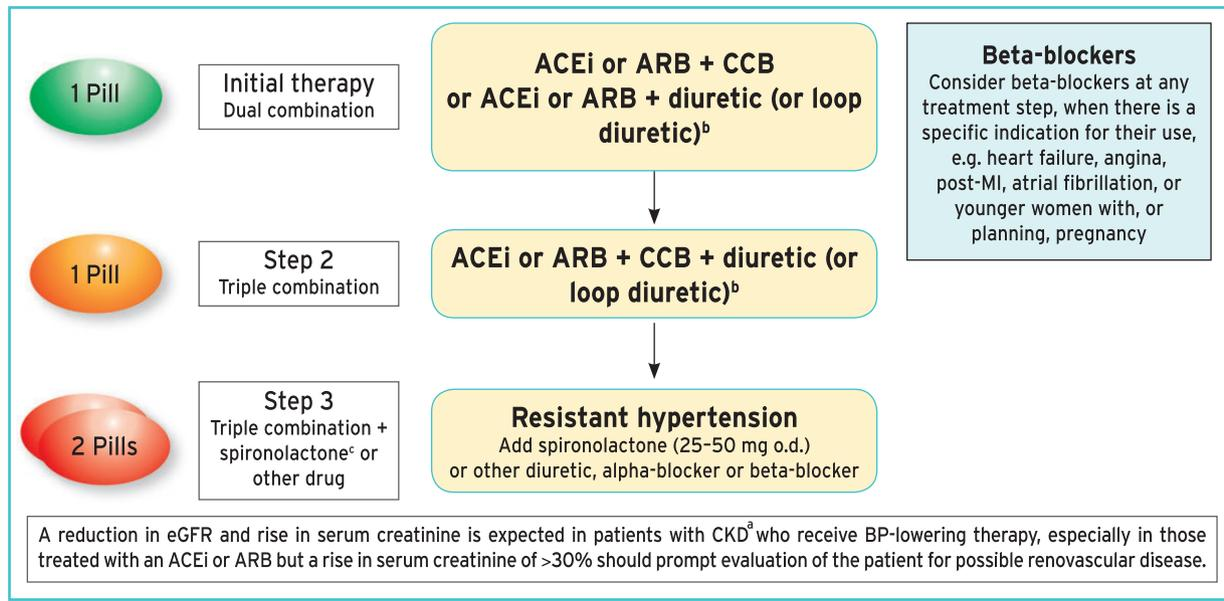 1 Pill
Initial therapy
Dual combination
ACEi or ARB + CCB
or ACEi or ARB + diuretic (or loop
diuretic)ᵇ
Beta-blockers
Consider beta-blockers at any
treatment step, when there is a
specific indication for their use,
e.g. heart failure, angina,
post-MI, atrial fibrillation, or
younger women with, or
planning, pregnancy
1 Pill
Step 2
Triple combination
ACEi or ARB + CCB + diuretic (or
loop diuretic)ᵇ
2 Pills
Step 3
Triple combination +
spironolactoneᶜ or
other drug
Resistant hypertension
Add spironolactone (25–50 mg o.d.)
or other diuretic, alpha-blocker or beta-blocker
A reduction in eGFR and rise in serum creatinine is expected in patients with CKDᵃ who receive BP-lowering therapy, especially in those
treated with an ACEi or ARB but a rise in serum creatinine of >30% should prompt evaluation of the patient for possible renovascular disease.